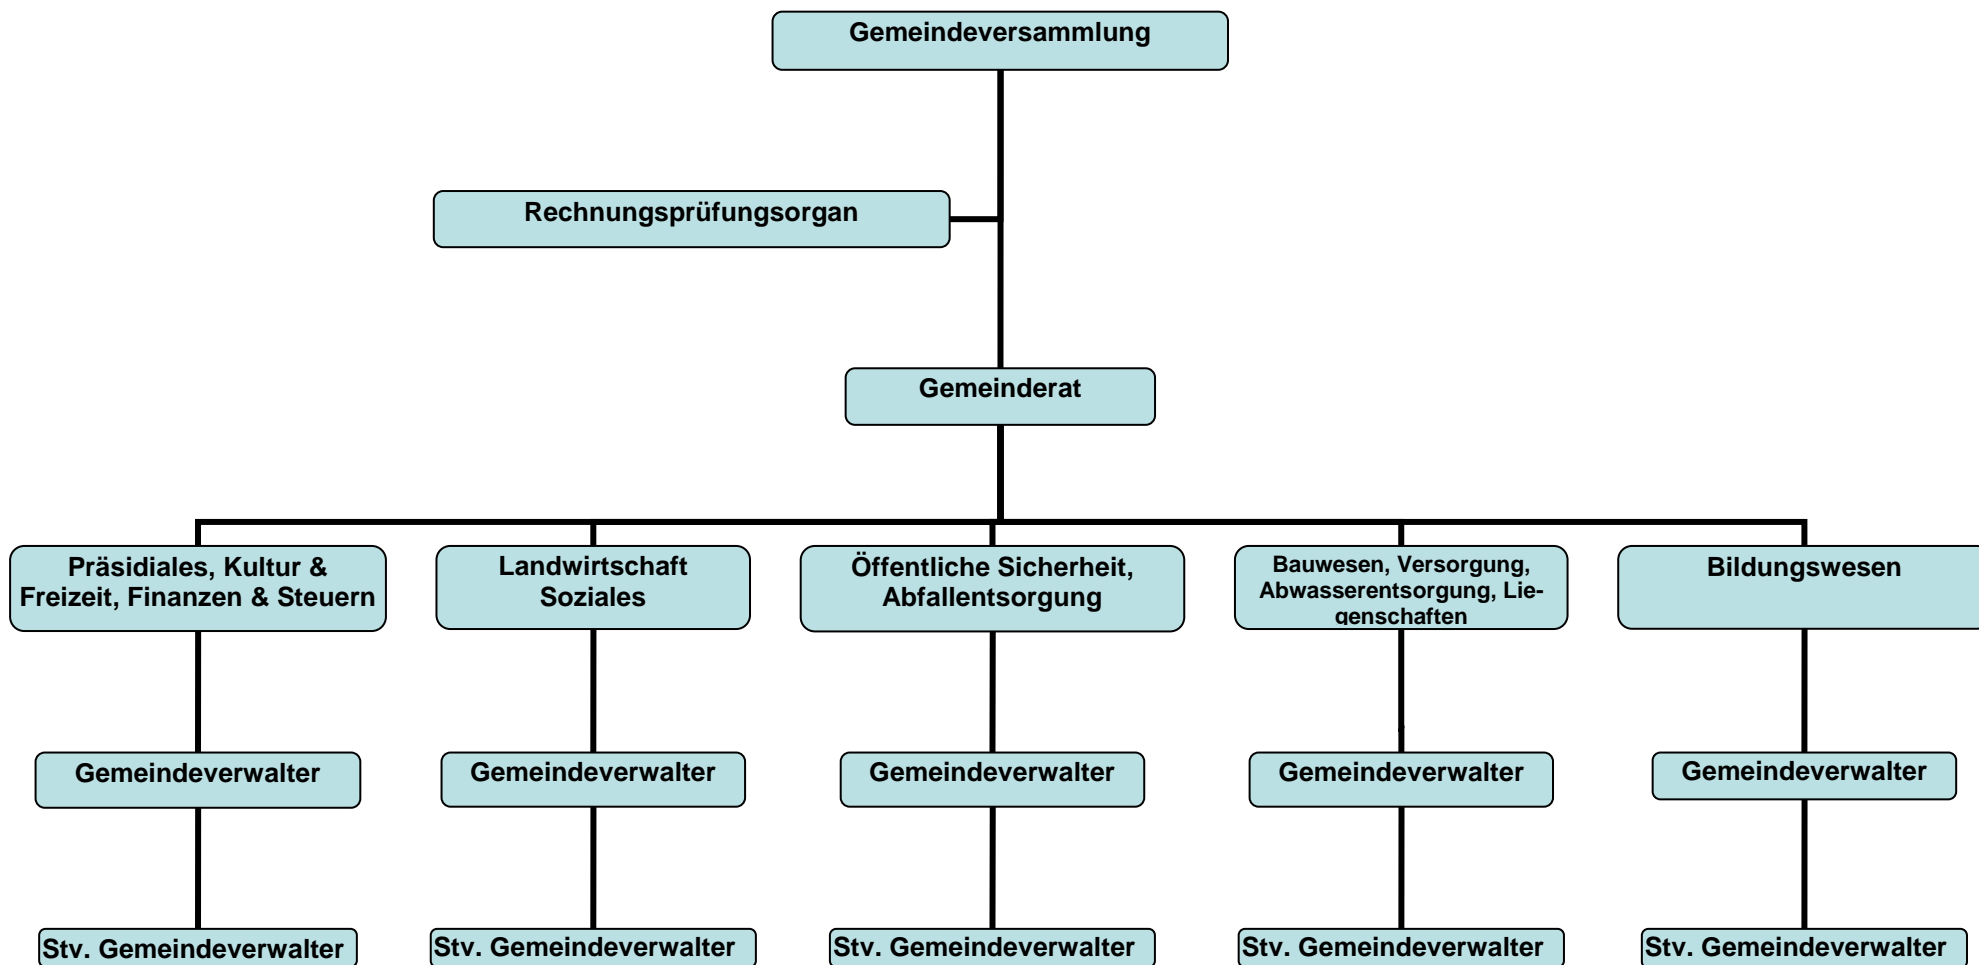 Gemeindeversammlung
Rechnungsprüfungsorgan
Gemeinderat
Präsidiales, Kultur &
Freizeit, Finanzen & Steuern
Landwirtschaft
Soziales
Öffentliche Sicherheit,
Abfallentsorgung
Bauwesen, Versorgung,
Abwasserentsorgung, Lie-
genschaften
Bildungswesen
Gemeindeverwalter
Gemeindeverwalter
Gemeindeverwalter
Gemeindeverwalter
Gemeindeverwalter
Stv. Gemeindeverwalter
Stv. Gemeindeverwalter
Stv. Gemeindeverwalter
Stv. Gemeindeverwalter
Stv. Gemeindeverwalter